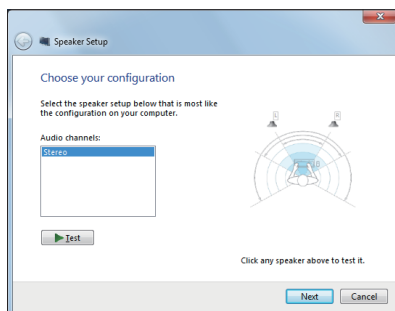 Speaker Setup
Choose your configuration
Select the speaker setup below that is most like
the configuration on your computer.
Audio channels:
Stereo
L
R
Test
Click any speaker above to test it.
Next
Cancel